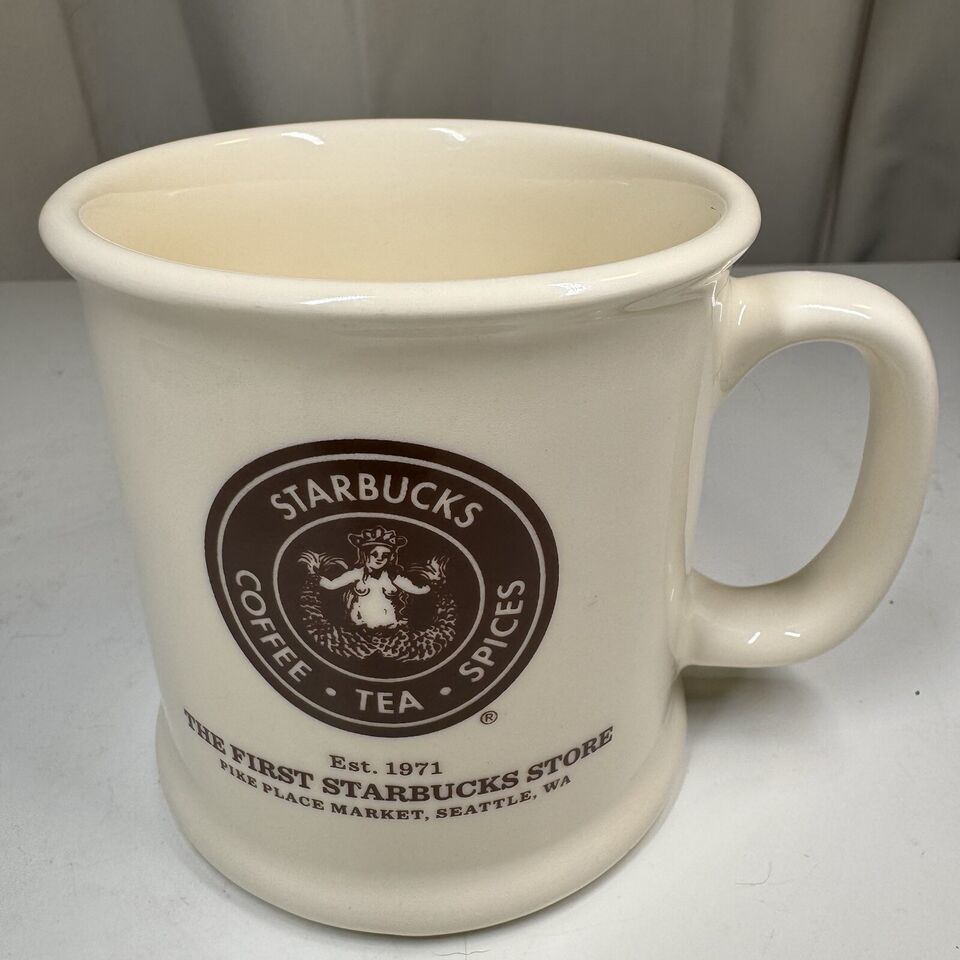 STARBUCKS
COFFEE • TEA • SPICES
®
Est. 1971
THE FIRST STARBUCKS STORE
PIKE PLACE MARKET, SEATTLE, WA